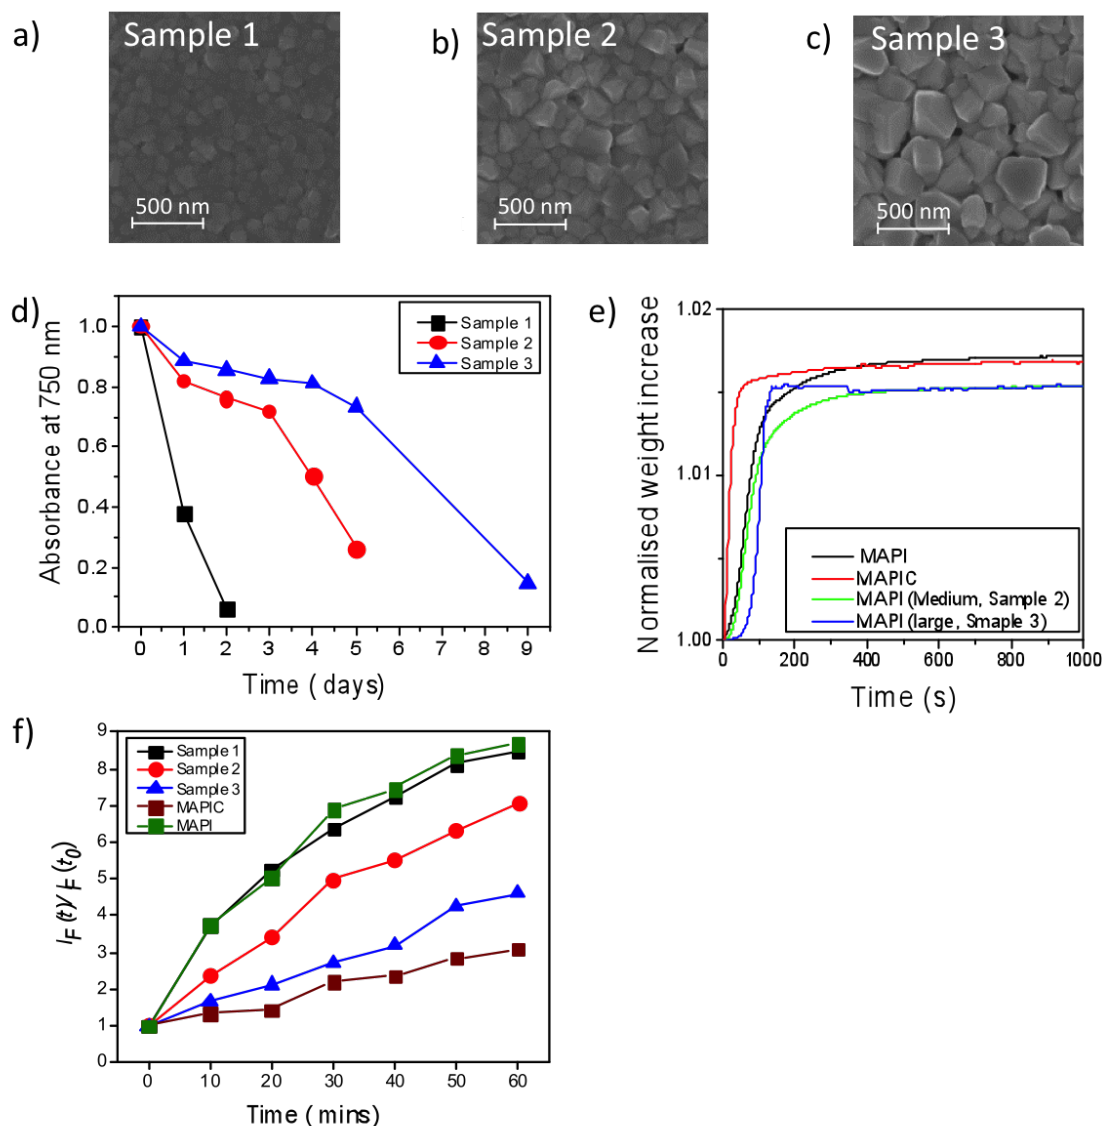 a)
Sample 1
500 nm
b)
Sample 2
500 nm
c)
Sample 3
500 nm
d)
Absorbance at 750 nm
1.0
0.8
0.6
0.4
0.2
0.0
Sample 1
Sample 2
Sample 3
0 1 2 3 4 5 6 7 8 9
Time ( days)
e)
Normalised weight increase
1.02
1.01
1.00
MAPI
MAPIC
MAPI (Medium, Sample 2)
MAPI (large, Smaple 3)
0 200 400 600 800 1000
Time (s)
f)
9
8
7
6
5
4
3
2
1
0
Sample 1
Sample 2
Sample 3
MAPIC
MAPI
0 10 20 30 40 50 60
Time ( mins)